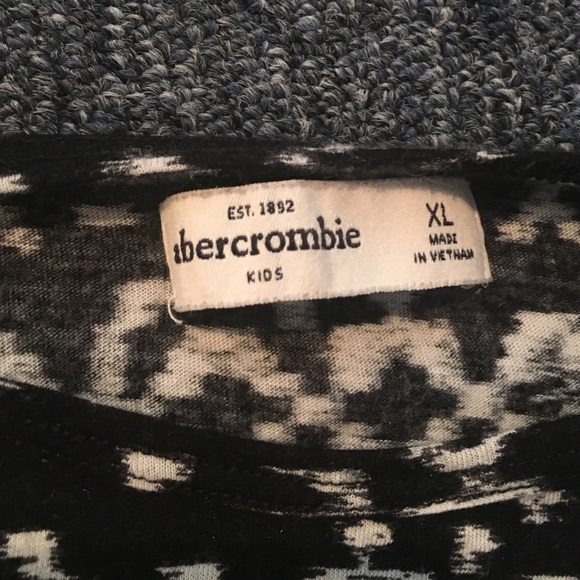 EST. 1892
abercrombie
KIDS
XL
MADE
IN VIETNAM